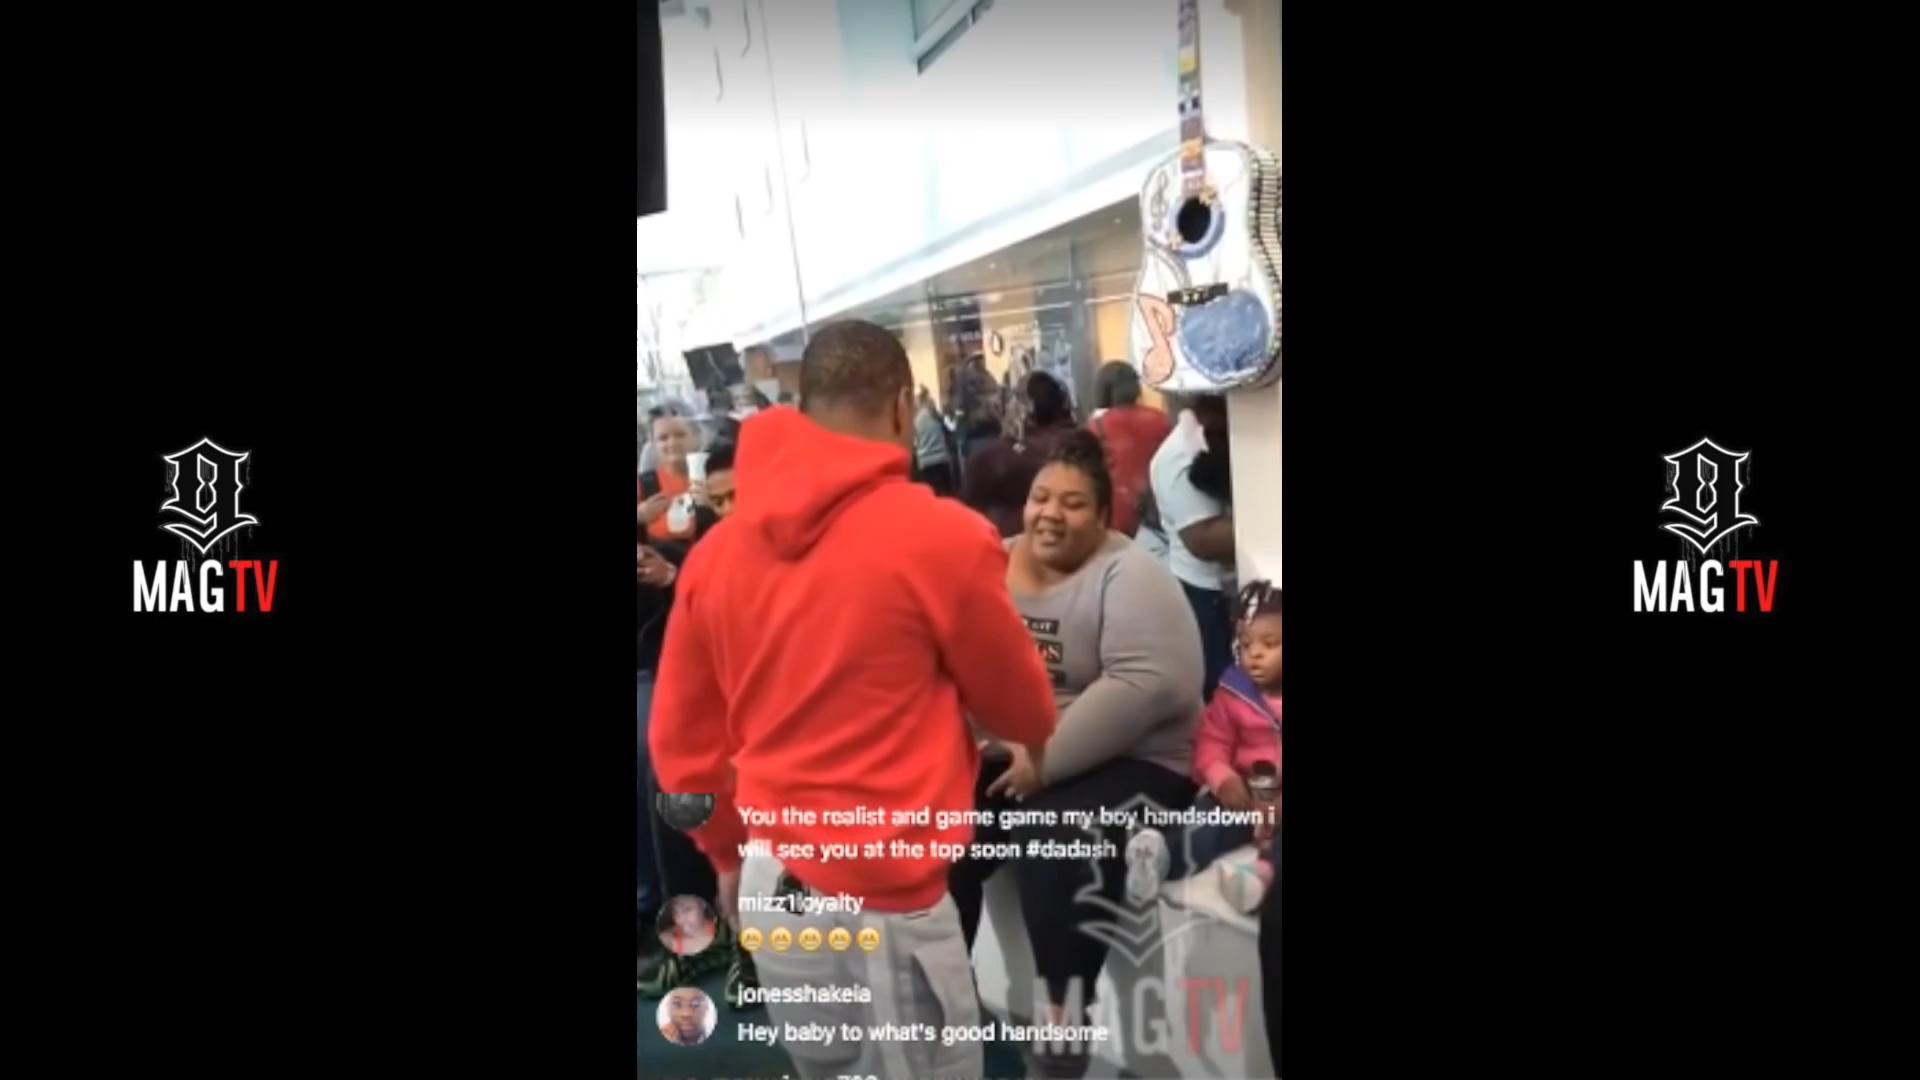 MAGTV
MAGTV
You the realist and game game my boy handsdown i
will see you at the top soon #dadash
mizz1loyalty
jonesshakeia
Hey baby to what's good handsome
MAGTV